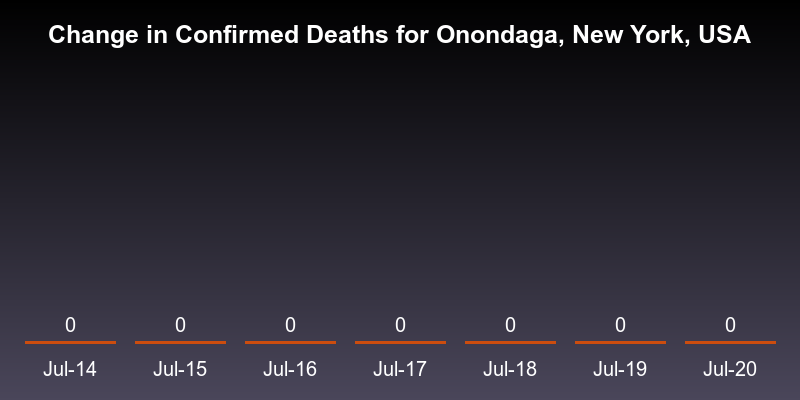 Change in Confirmed Deaths for Onondaga, New York, USA
0 0 0 0 0 0 0
Jul-14 Jul-15 Jul-16 Jul-17 Jul-18 Jul-19 Jul-20